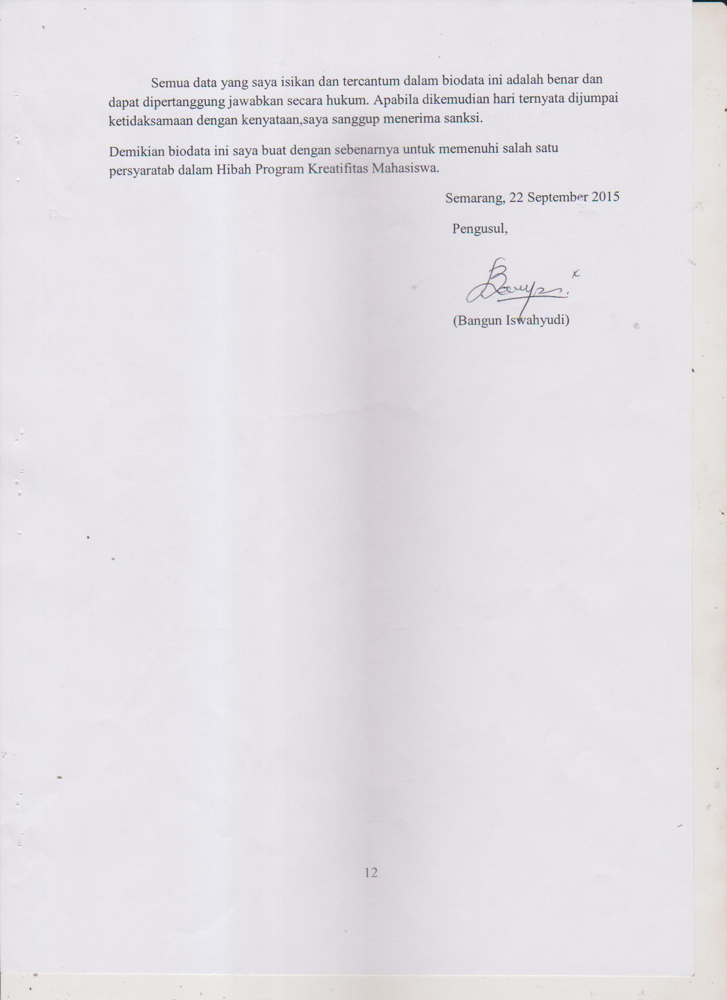 Semua data yang saya isikan dan tercantum dalam biodata ini adalah benar dan
dapat dipertanggung jawabkan secara hukum. Apabila dikemudian hari ternyata dijumpai
ketidaksamaan dengan kenyataan,saya sanggup menerima sanksi.
Demikian biodata ini saya buat dengan sebenarnya untuk memenuhi salah satu
persyaratab dalam Hibah Program Kreatifitas Mahasiswa.
Semarang, 22 September 2015
Pengusul,
(Bangun Iswahyudi)
12